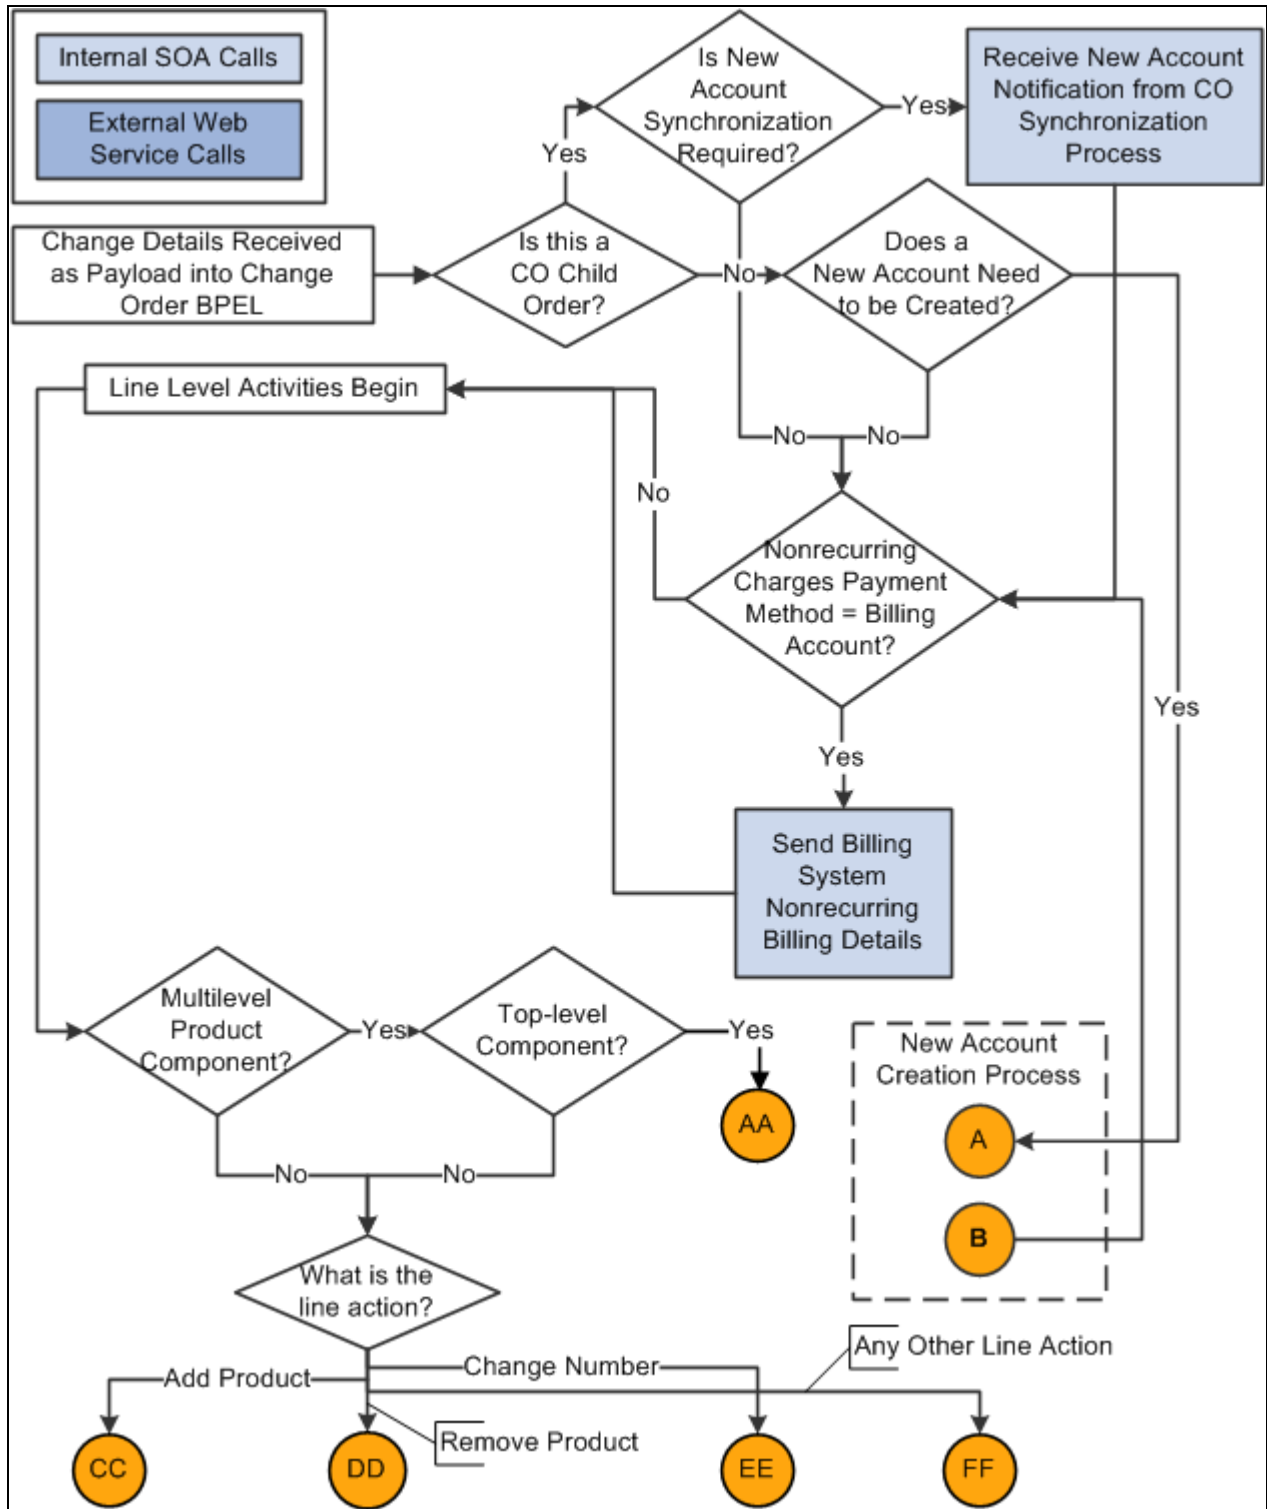 Internal SOA Calls
External Web
Service Calls
Is New
Account
Synchronization
Required?
Yes
Receive New Account
Notification from CO
Synchronization
Process
Yes
Change Details Received
as Payload into Change
Order BPEL
Is this a
CO Child
Order?
No
Does a
New Account Need
to be Created?
Line Level Activities Begin
No
No
No
Nonrecurring
Charges Payment
Method = Billing
Account?
Yes
Yes
Send Billing
System
Nonrecurring
Billing Details
Multilevel
Product
Component?
Yes
Top-level
Component?
Yes
AA
New Account
Creation Process
A
B
No
No
What is the
line action?
Any Other Line Action
Change Number
Add Product
Remove Product
CC
DD
EE
FF